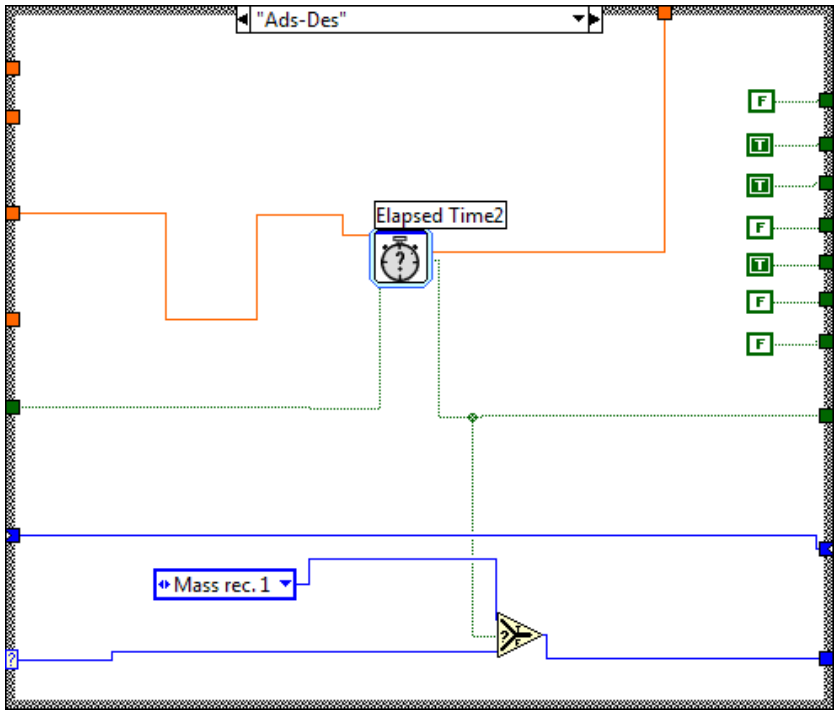 "Ads-Des"
F
T
T
Elapsed Time2
F
?
T
F
F
Mass rec. 1
? T F
?